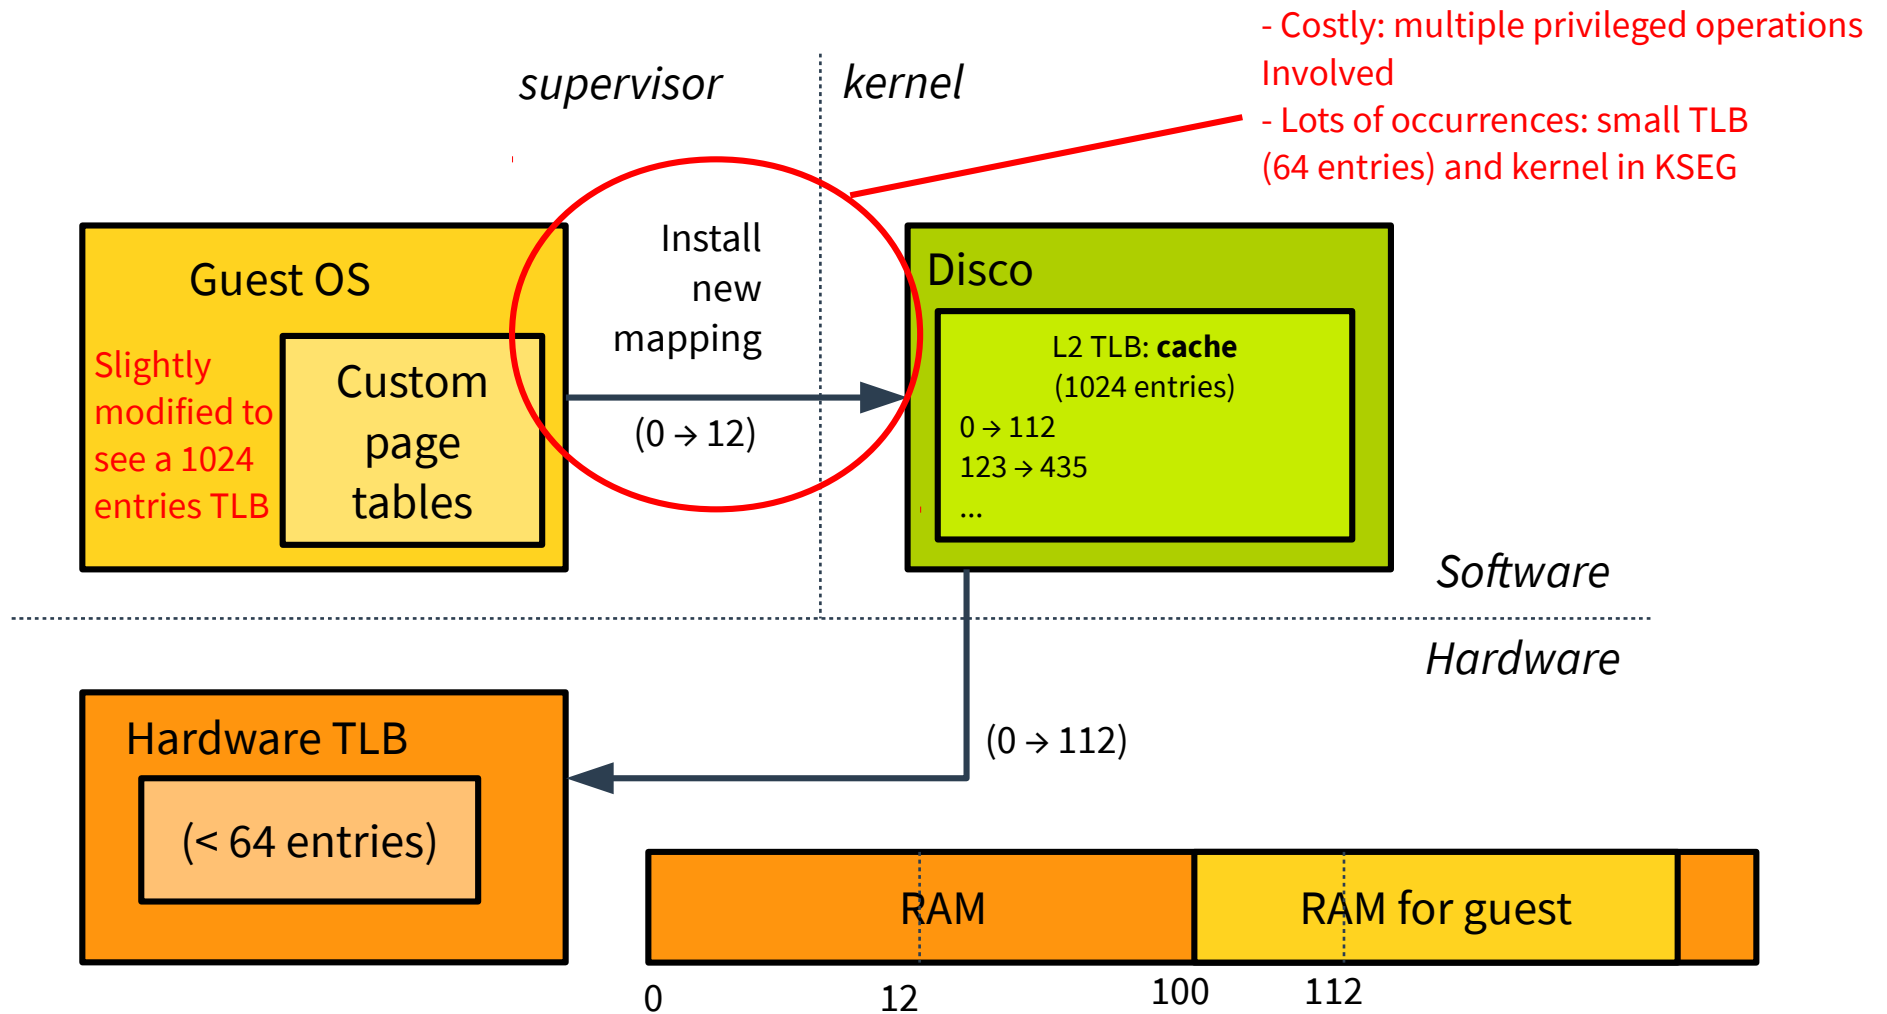 - Costly: multiple privileged operations
Involved
- Lots of occurrences: small TLB
(64 entries) and kernel in KSEG
supervisor
kernel
Guest OS
Slightly
modified to
see a 1024
entries TLB
Custom
page
tables
Install
new
mapping
(0 → 12)
Disco
L2 TLB: cache
(1024 entries)
0 → 112
123 → 435
...
Software
Hardware
Hardware TLB
(< 64 entries)
(0 → 112)
RAM
RAM for guest
0
12
100
112